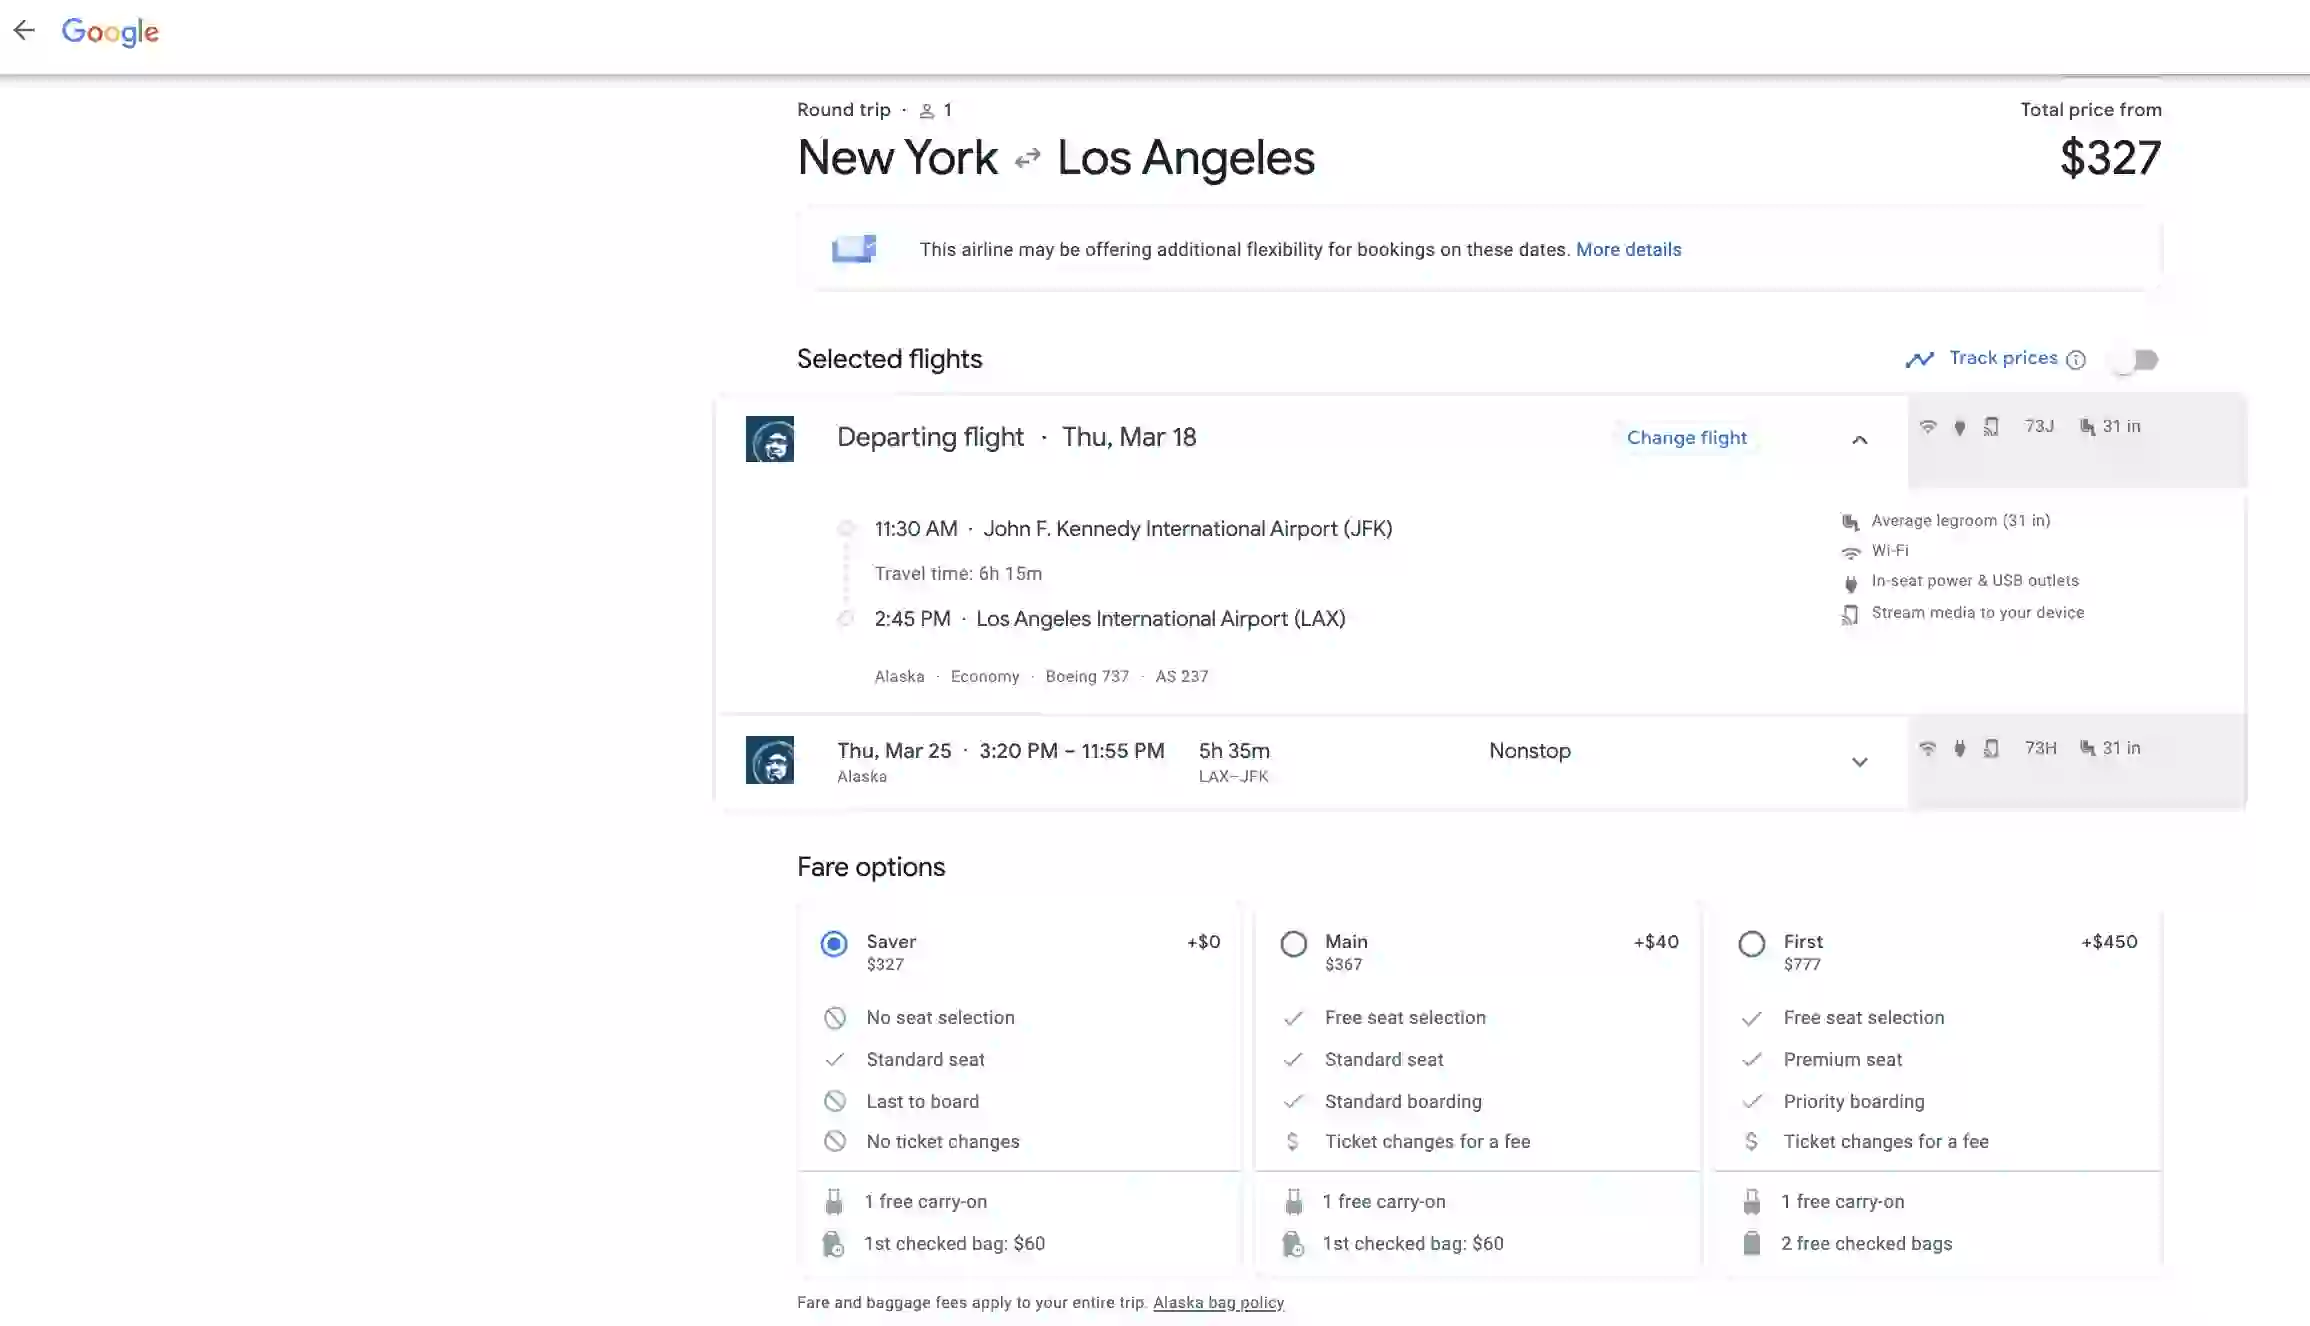 Google
Round trip · 1
Total price from
New York Los Angeles
$327
This airline may be offering additional flexibility for bookings on these dates. More details
Selected flights
Track prices
Departing flight · Thu, Mar 18
Change flight
73J 31 in
11:30 AM · John F. Kennedy International Airport (JFK)
Travel time: 6h 15m
2:45 PM · Los Angeles International Airport (LAX)
Alaska · Economy · Boeing 737 · AS 237
Average legroom (31 in)
Wi-Fi
In-seat power & USB outlets
Stream media to your device
Thu, Mar 25 · 3:20 PM – 11:55 PM
Alaska
5h 35m
LAX–JFK
Nonstop
73H 31 in
Fare options
Saver +$0
$327
No seat selection
Standard seat
Last to board
No ticket changes
1 free carry-on
1st checked bag: $60
Main +$40
$367
Free seat selection
Standard seat
Standard boarding
$ Ticket changes for a fee
1 free carry-on
1st checked bag: $60
First +$450
$777
Free seat selection
Premium seat
Priority boarding
$ Ticket changes for a fee
1 free carry-on
2 free checked bags
Fare and baggage fees apply to your entire trip. Alaska bag policy